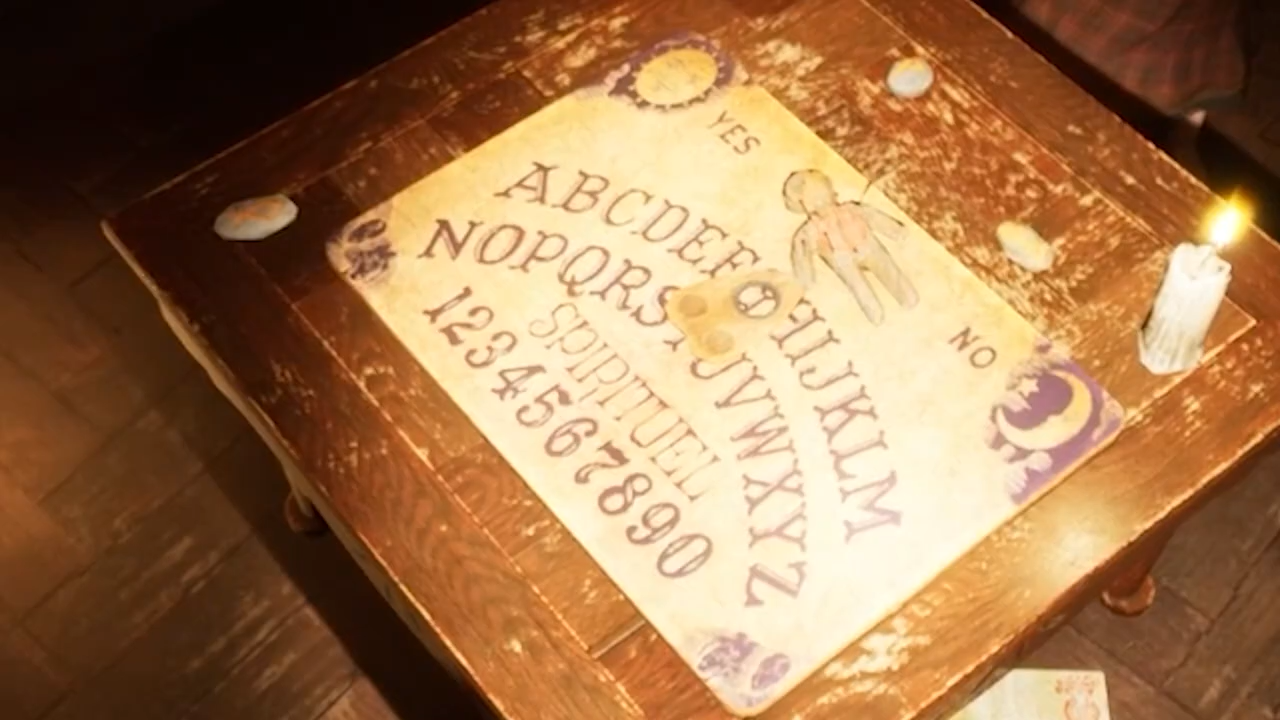 YES
NO
ABCDEF HIJKLM
NOPQRS UVWXYZ
SPIRITUEL
1234567890